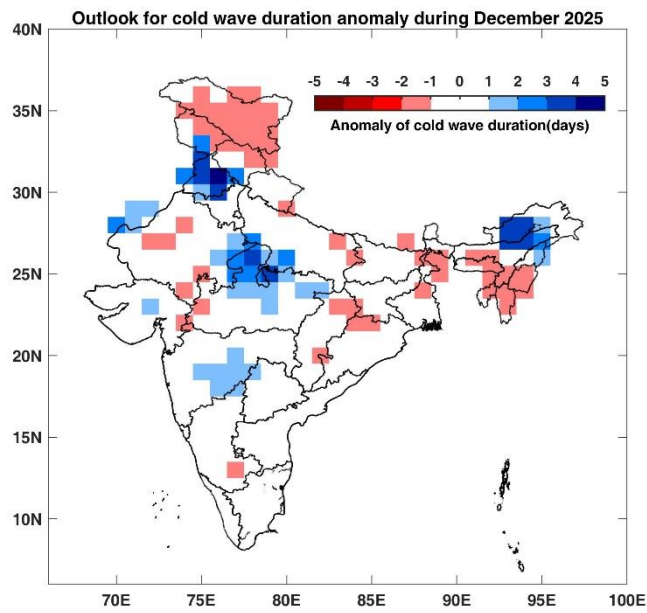 Outlook for cold wave duration anomaly during December 2025
40N
-5 -4 -3 -2 -1 0 1 2 3 4 5
Anomaly of cold wave duration(days)
35N
30N
25N
20N
15N
10N
70E 75E 80E 85E 90E 95E 100E